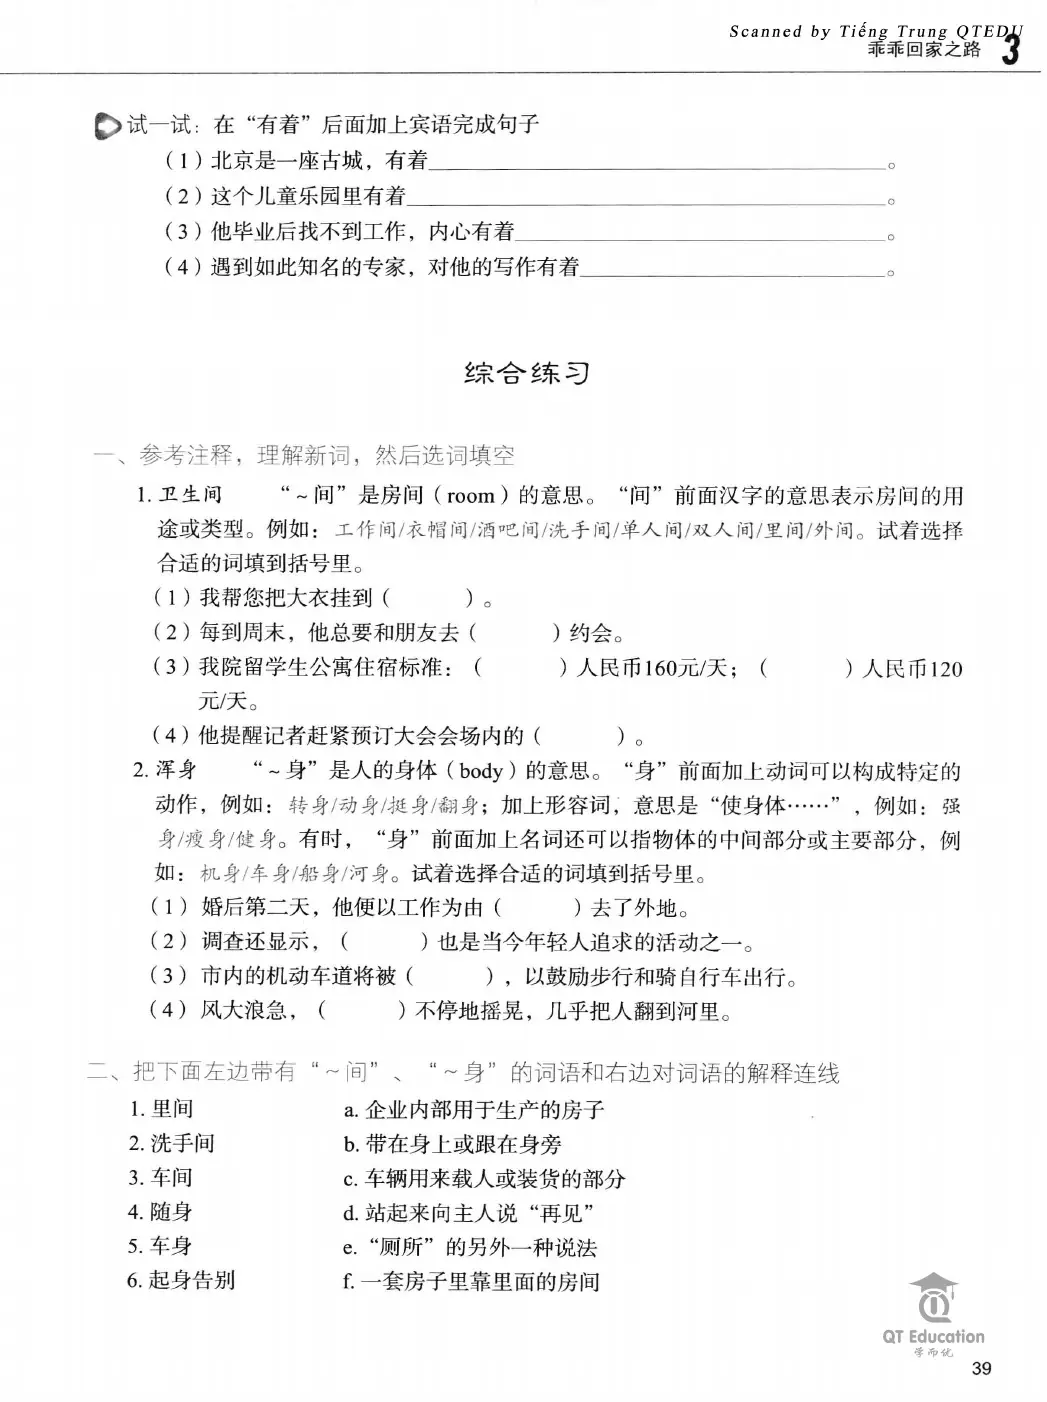 Scanned by Tiếng Trung QTEDU
乖乖回家之路 3
试一试：在“有着”后面加上宾语完成句子
（1）北京是一座古城，有着______。
（2）这个儿童乐园里有着______。
（3）他毕业后找不到工作，内心有着______。
（4）遇到如此知名的专家，对他的写作有着______。
综合练习
一、参考注释，理解新词，然后选词填空
1. 卫生间 “～间”是房间（room）的意思。“间”前面汉字的意思表示房间的用
途或类型。例如：工作间/衣帽间/酒吧间/洗手间/单人间/双人间/里间/外间。试着选择
合适的词填到括号里。
（1）我帮您把大衣挂到（ ）。
（2）每到周末，他总要和朋友去（ ）约会。
（3）我院留学生公寓住宿标准：（ ）人民币160元/天；（ ）人民币120
元/天。
（4）他提醒记者赶紧预订大会会场内的（ ）。
2. 浑身 “～身”是人的身体（body）的意思。“身”前面加上动词可以构成特定的
动作，例如：转身/动身/挺身/翻身；加上形容词，意思是“使身体……”，例如：强
身/瘦身/健身。有时，“身”前面加上名词还可以指物体的中间部分或主要部分，例
如：机身/车身/船身/河身。试着选择合适的词填到括号里。
（1）婚后第二天，他便以工作为由（ ）去了外地。
（2）调查还显示，（ ）也是当今年轻人追求的活动之一。
（3）市内的机动车道将被（ ），以鼓励步行和骑自行车出行。
（4）风大浪急，（ ）不停地摇晃，几乎把人翻到河里。
二、把下面左边带有“～间”、“～身”的词语和右边对词语的解释连线
1. 里间 a. 企业内部用于生产的房子
2. 洗手间 b. 带在身上或跟在身旁
3. 车间 c. 车辆用来载人或装货的部分
4. 随身 d. 站起来向主人说“再见”
5. 车身 e. “厕所”的另外一种说法
6. 起身告别 f. 一套房子里靠里面的房间
QT Education
学而优
39